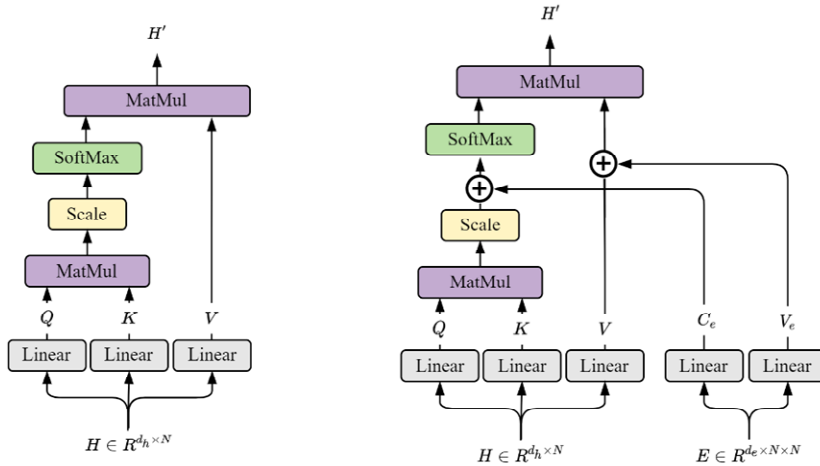 H′
MatMul
SoftMax
Scale
MatMul
Q K V
Linear Linear Linear
H ∈ R^{d_h×N}
H′
MatMul
SoftMax
+
+
Scale
MatMul
Q K V C_e V_e
Linear Linear Linear Linear Linear
H ∈ R^{d_h×N} E ∈ R^{d_e×N×N}